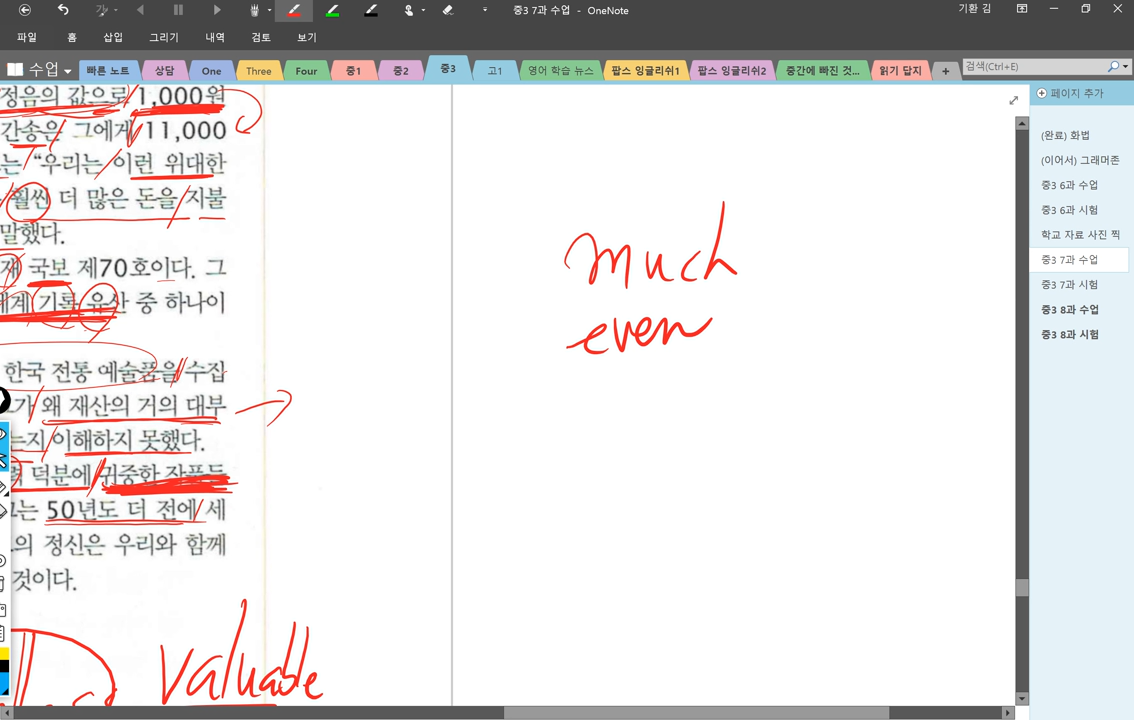 중3 7과 수업 - OneNote
기환 김
파일 홈 삽입 그리기 내역 검토 보기
수업 빠른 노트 상담 One Three Four 중1 중2 중3 고1 영어 학습 뉴스 팝스 잉글리쉬1 팝스 잉글리쉬2 중간에 빠진 것... 읽기 답지 + 검색(Ctrl+E)
정음의 값으로 1,000원
간송은 그에게 11,000
는 "우리는 이런 위대한
훨씬 더 많은 돈을 지불
말했다.
재 국보 제70호이다. 그
세계 기록 유산 중 하나이
한국 전통 예술품을 수집
가 왜 재산의 거의 대부
는지 이해하지 못했다.
덕분에 귀중한 작품들
그는 50년도 더 전에 세
의 정신은 우리와 함께
것이다.
valuable
much
even
페이지 추가
(완료) 화법
(이어서) 그래머존
중3 6과 수업
중3 6과 시험
학교 자료 사진 찍
중3 7과 수업
중3 7과 시험
중3 8과 수업
중3 8과 시험